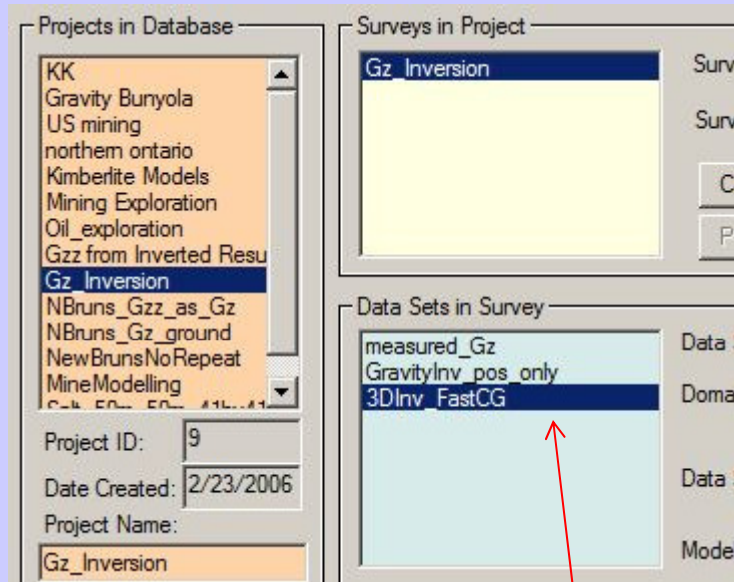 Projects in Database
KK
Gravity Bunyola
US mining
northern ontario
Kimberlite Models
Mining Exploration
Oil_exploration
Gzz from Inverted Resu
Gz_Inversion
NBruns_Gzz_as_Gz
NBruns_Gz_ground
NewBrunsNoRepeat
MineModelling
Project ID: 9
Date Created: 2/23/2006
Project Name:
Gz_Inversion
Surveys in Project
Gz_Inversion
Surv
Surv
C
P
Data Sets in Survey
measured_Gz
GravityInv_pos_only
3DInv_FastCG
Data
Doma
Data
Mode